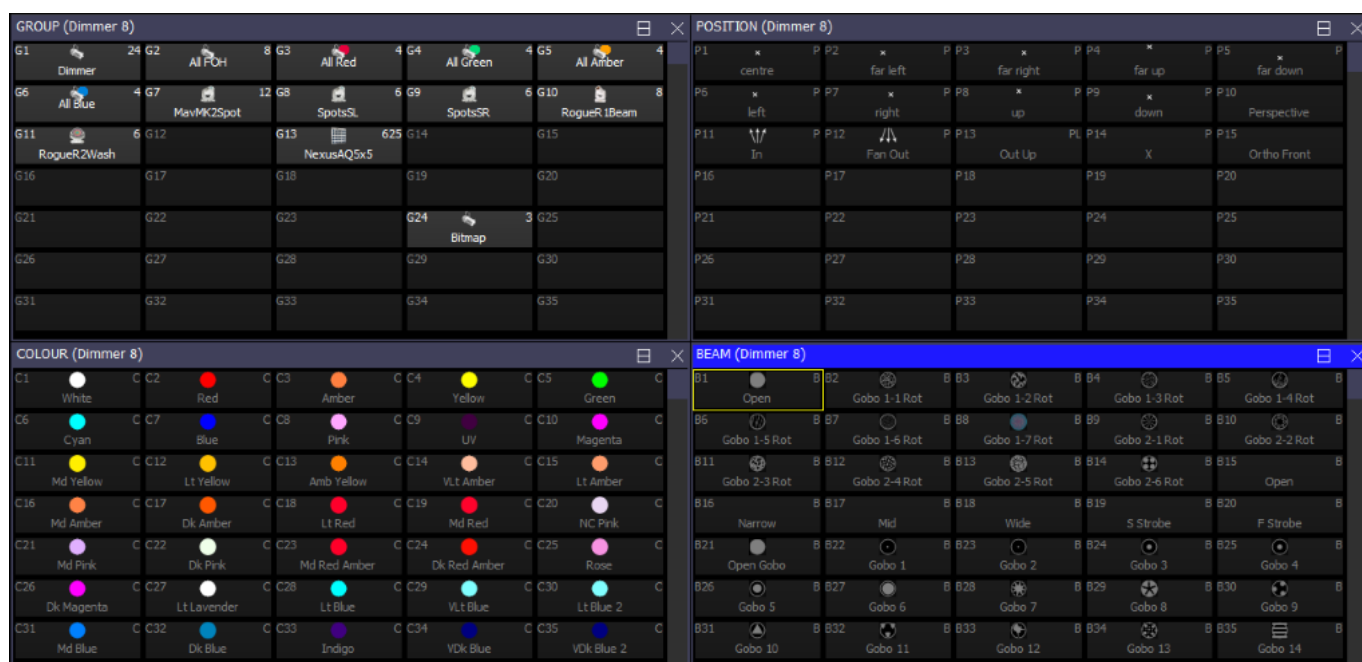 GROUP (Dimmer 8)
G1 24 G2 8 G3 4 G4 4 G5 4
Dimmer All FOH All Red All Green All Amber
G6 4 G7 12 G8 6 G9 6 G10 8
All Blue MavMK2Spot SpotsSL SpotsSR RogueR1Beam
G11 6 G12 G13 625 G14 G15
RogueR2Wash NexusAQ5x5
G16 G17 G18 G19 G20
G21 G22 G23 G24 3 G25
Bitmap
G26 G27 G28 G29 G30
G31 G32 G33 G34 G35
POSITION (Dimmer 8)
P1 P P2 P P3 P P4 P P5 P
centre far left far right far up far down
P6 P P7 P P8 P P9 P P10
left right up down Perspective
P11 P P12 P P13 PL P14 P P15
In Fan Out Out Up X Ortho Front
P16 P17 P18 P19 P20
P21 P22 P23 P24 P25
P26 P27 P28 P29 P30
P31 P32 P33 P34 P35
COLOUR (Dimmer 8)
C1 C C2 C C3 C C4 C C5 C
White Red Amber Yellow Green
C6 C C7 C C8 C C9 C C10 C
Cyan Blue Pink UV Magenta
C11 C C12 C C13 C C14 C C15 C
Md Yellow Lt Yellow Amb Yellow VLt Amber Lt Amber
C16 C C17 C C18 C C19 C C20 C
Md Amber Dk Amber Lt Red Md Red NC Pink
C21 C C22 C C23 C C24 C C25 C
Md Pink Dk Pink Md Red Amber Dk Red Amber Rose
C26 C C27 C C28 C C29 C C30 C
Dk Magenta Lt Lavender Lt Blue VLt Blue Lt Blue 2
C31 C C32 C C33 C C34 C C35 C
Md Blue Dk Blue Indigo VDk Blue VDk Blue 2
BEAM (Dimmer 8)
B1 B B2 B B3 B B4 B B5 B
Open Gobo 1-1 Rot Gobo 1-2 Rot Gobo 1-3 Rot Gobo 1-4 Rot
B6 B B7 B B8 B B9 B B10 B
Gobo 1-5 Rot Gobo 1-6 Rot Gobo 1-7 Rot Gobo 2-1 Rot Gobo 2-2 Rot
B11 B B12 B B13 B B14 B B15 B
Gobo 2-3 Rot Gobo 2-4 Rot Gobo 2-5 Rot Gobo 2-6 Rot Open
B16 B B17 B B18 B B19 B B20 B
Narrow Mid Wide S Strobe F Strobe
B21 B B22 B B23 B B24 B B25 B
Open Gobo Gobo 1 Gobo 2 Gobo 3 Gobo 4
B26 B B27 B B28 B B29 B B30 B
Gobo 5 Gobo 6 Gobo 7 Gobo 8 Gobo 9
B31 B B32 B B33 B B34 B B35 B
Gobo 10 Gobo 11 Gobo 12 Gobo 13 Gobo 14